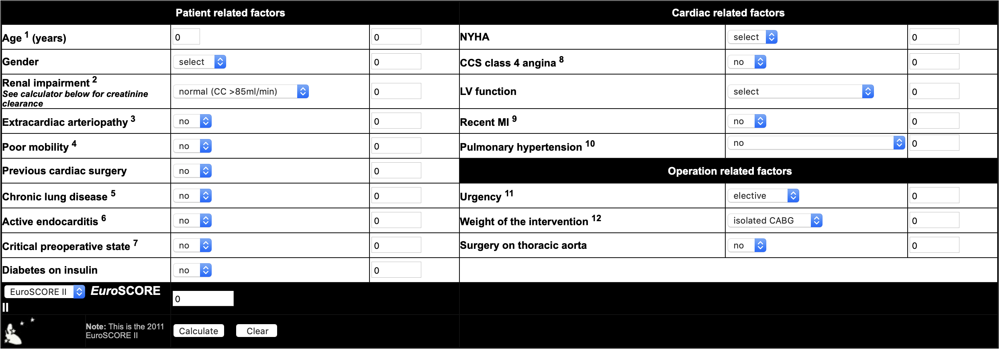 Patient related factors
Cardiac related factors
Age 1 (years)
0
0
NYHA
select
0
Gender
select
0
CCS class 4 angina 8
no
0
Renal impairment 2
See calculator below for creatinine
clearance
normal (CC >85ml/min)
0
LV function
select
0
Extracardiac arteriopathy 3
no
0
Recent MI 9
no
0
Poor mobility 4
no
0
Pulmonary hypertension 10
no
0
Previous cardiac surgery
no
0
Operation related factors
Chronic lung disease 5
no
0
Urgency 11
elective
0
Active endocarditis 6
no
0
Weight of the intervention 12
isolated CABG
0
Critical preoperative state 7
no
0
Surgery on thoracic aorta
no
0
Diabetes on insulin
no
0
EuroSCORE II
EuroSCORE
II
0
Note: This is the 2011
EuroSCORE II
Calculate
Clear